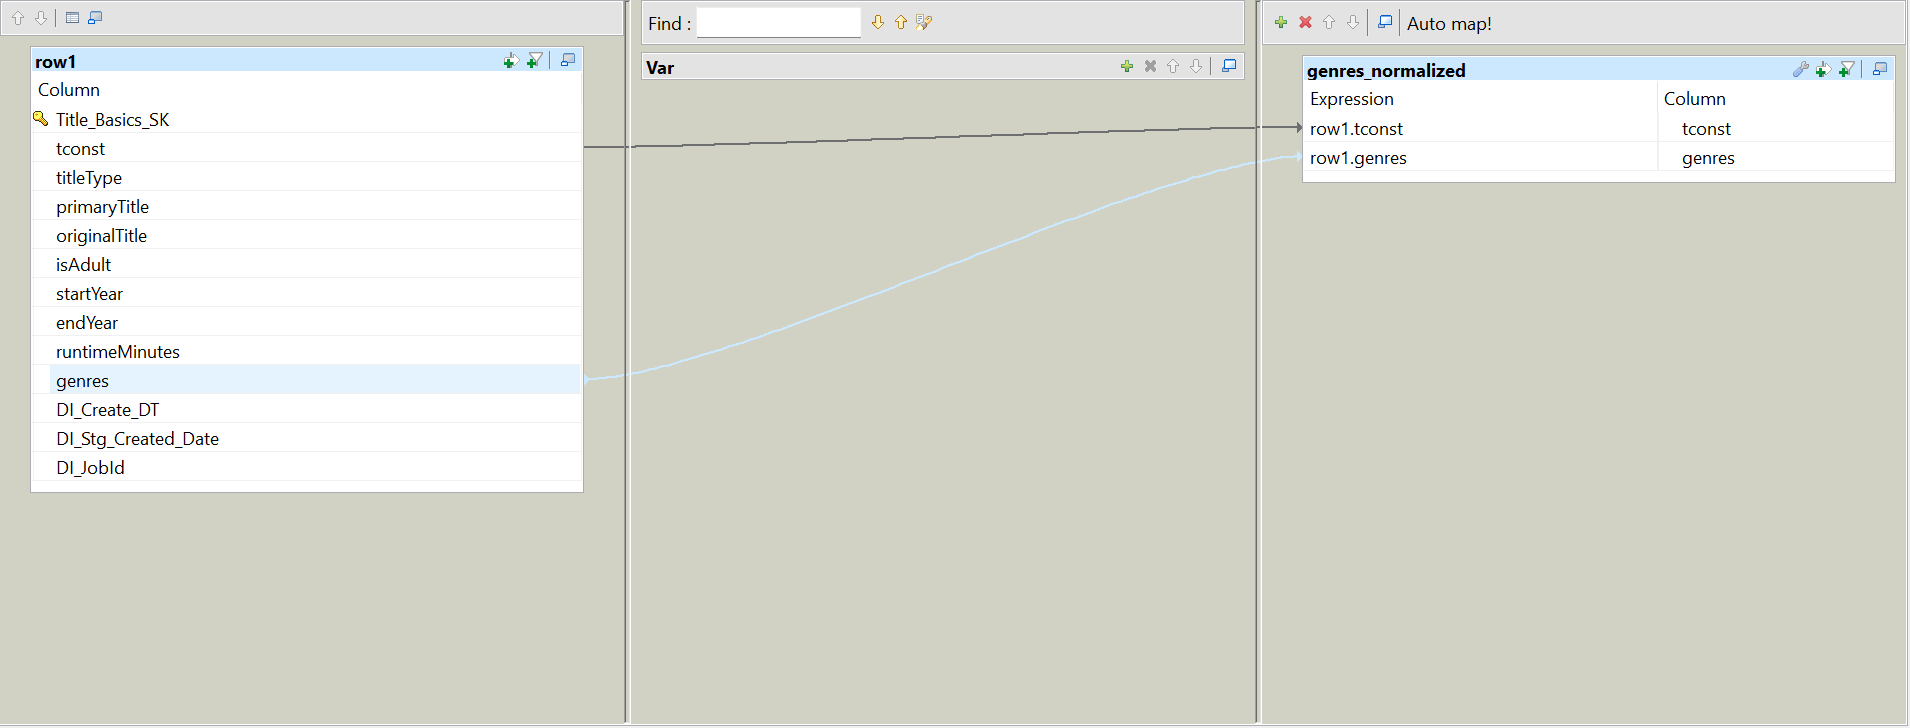 row1
Column
Title_Basics_SK
tconst
titleType
primaryTitle
originalTitle
isAdult
startYear
endYear
runtimeMinutes
genres
DI_Create_DT
DI_Stg_Created_Date
DI_JobId
Find :
Var
Auto map!
genres_normalized
Expression Column
row1.tconst tconst
row1.genres genres